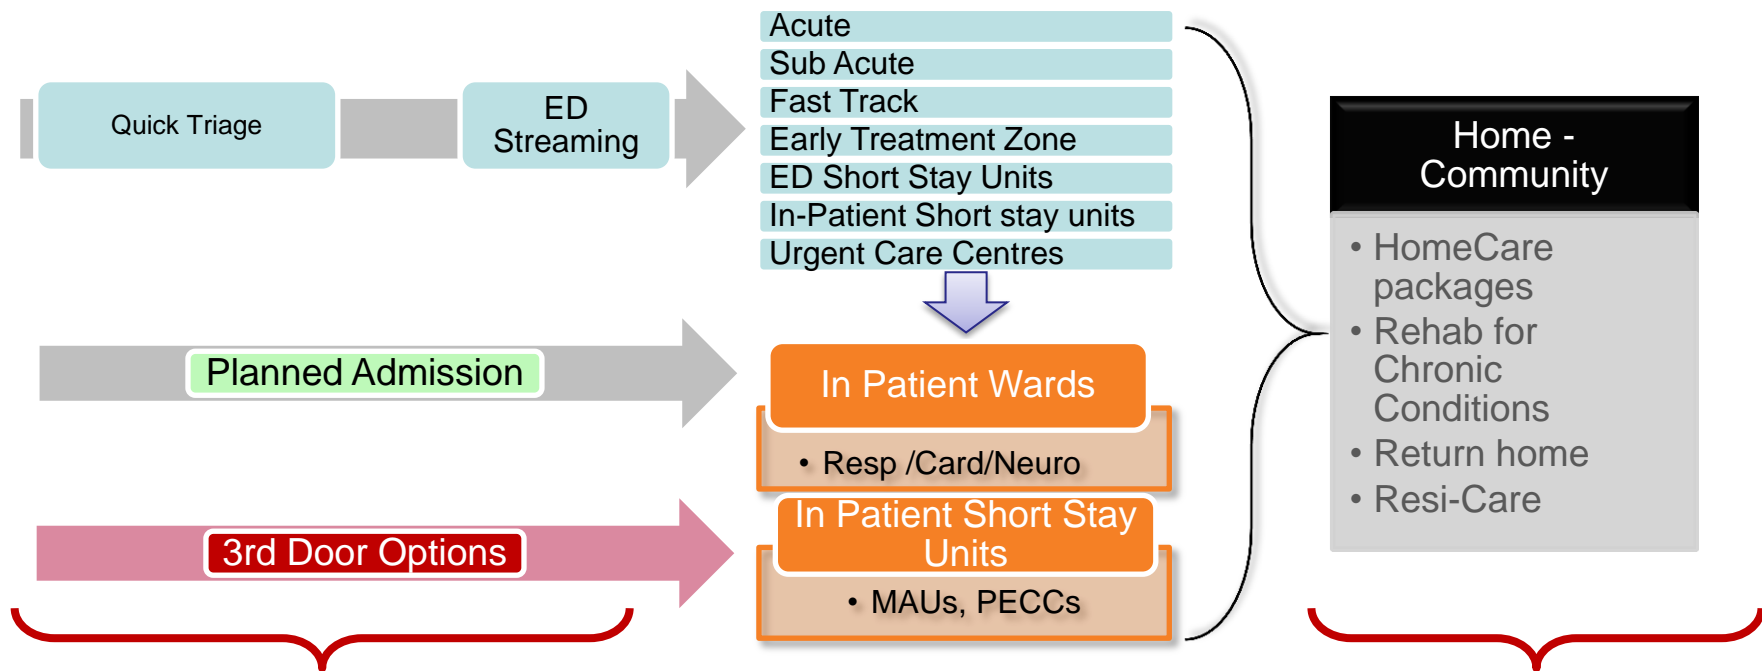 Quick Triage
ED
Streaming
Acute
Sub Acute
Fast Track
Early Treatment Zone
ED Short Stay Units
In-Patient Short stay units
Urgent Care Centres
Planned Admission
In Patient Wards
• Resp /Card/Neuro
3rd Door Options
In Patient Short Stay
Units
• MAUs, PECCs
Home -
Community
• HomeCare
packages
• Rehab for
Chronic
Conditions
• Return home
• Resi-Care